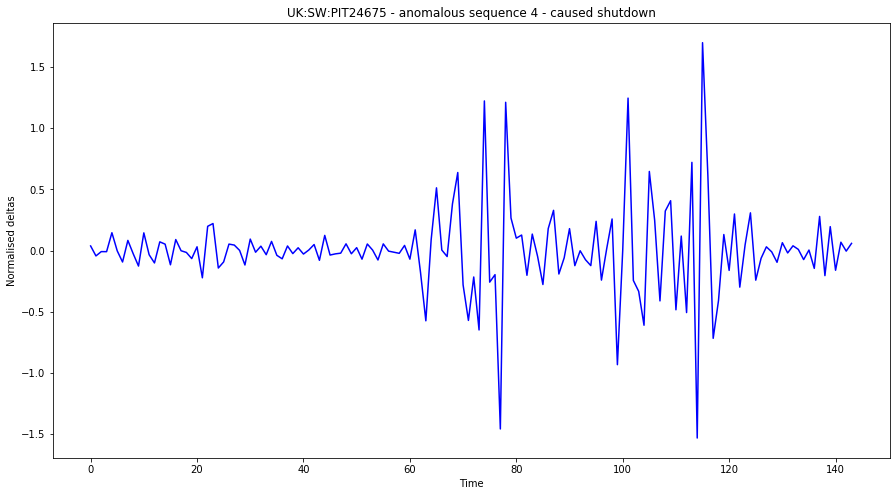 UK:SW:PIT24675 - anomalous sequence 4 - caused shutdown
1.5
1.0
0.5
0.0
−0.5
−1.0
−1.5
Normalised deltas
0 20 40 60 80 100 120 140
Time